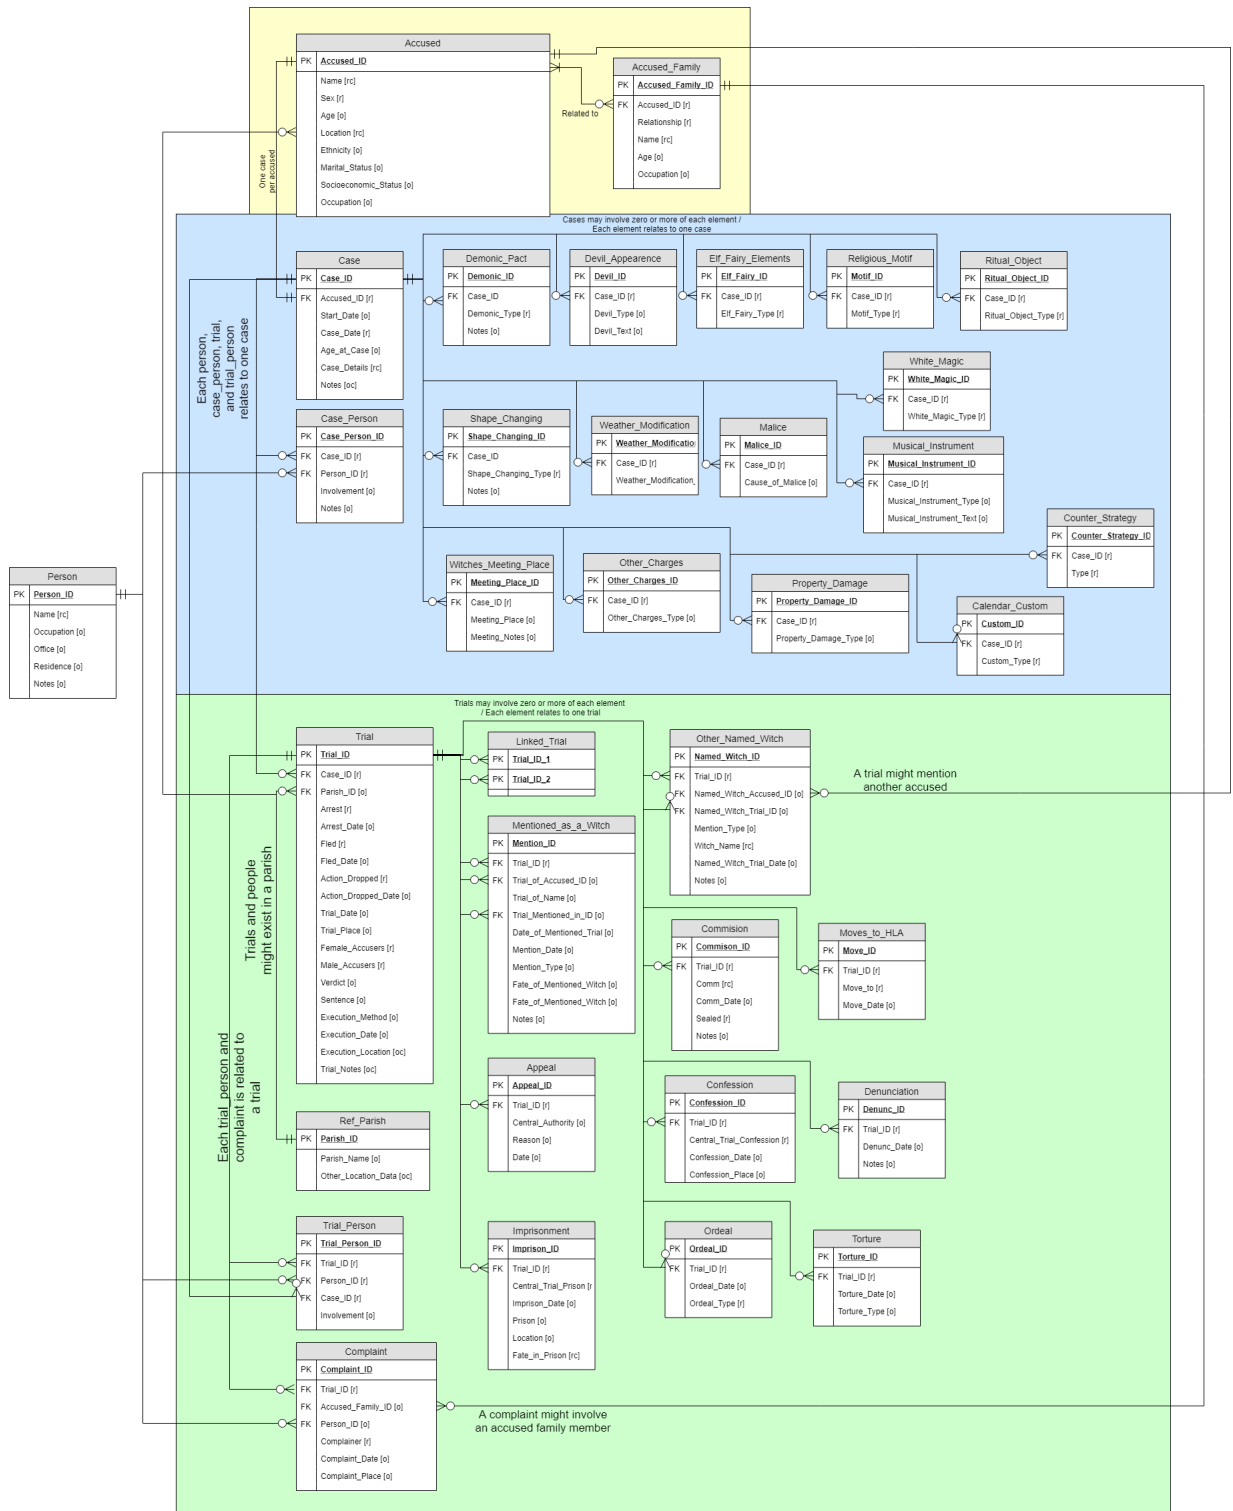 Accused
PK Accused_ID
Name [rc]
Sex [r]
Age [o]
Location [rc]
Ethnicity [o]
Marital_Status [o]
Socioeconomic_Status [o]
Occupation [o]
Accused_Family
PK Accused_Family_ID
FK Accused_ID [r]
Relationship [r]
Name [rc]
Age [o]
Occupation [o]
Related to
One case
per accused
Cases may involve zero or more of each element /
Each element relates to one case
Case
PK Case_ID
FK Accused_ID [r]
Start_Date [o]
Case_Date [r]
Age_at_Case [o]
Case_Details [rc]
Notes [oc]
Demonic_Pact
PK Demonic_ID
FK Case_ID
Demonic_Type [r]
Notes [o]
Devil_Appearence
PK Devil_ID
FK Case_ID [r]
Devil_Type [o]
Devil_Text [o]
Elf_Fairy_Elements
PK Elf_Fairy_ID
FK Case_ID [r]
Elf_Fairy_Type [r]
Religious_Motif
PK Motif_ID
FK Case_ID [r]
Motif_Type [r]
Ritual_Object
PK Ritual_Object_ID
FK Case_ID [r]
Ritual_Object_Type [r]
Each person,
case_person, trial,
and trial_person
relates to one case
White_Magic
PK White_Magic_ID
FK Case_ID [r]
White_Magic_Type [r]
Case_Person
PK Case_Person_ID
FK Case_ID [r]
FK Person_ID [r]
Involvement [o]
Notes [o]
Shape_Changing
PK Shape_Changing_ID
FK Case_ID
Shape_Changing_Type [r]
Notes [o]
Weather_Modification
PK Weather_Modificatio
FK Case_ID [r]
Weather_Modification_
Malice
PK Malice_ID
FK Case_ID [r]
Cause_of_Malice [o]
Musical_Instrument
PK Musical_Instrument_ID
FK Case_ID [r]
Musical_Instrument_Type [o]
Musical_Instrument_Text [o]
Counter_Strategy
PK Counter_Strategy_ID
FK Case_ID [r]
Type [r]
Witches_Meeting_Place
PK Meeting_Place_ID
FK Case_ID [r]
Meeting_Place [o]
Meeting_Notes [o]
Other_Charges
PK Other_Charges_ID
FK Case_ID [r]
Other_Charges_Type [o]
Property_Damage
PK Property_Damage_ID
FK Case_ID [r]
Property_Damage_Type [o]
Calendar_Custom
PK Custom_ID
FK Case_ID [r]
Custom_Type [r]
Person
PK Person_ID
Name [rc]
Occupation [o]
Office [o]
Residence [o]
Notes [o]
Trials may involve zero or more of each element
/ Each element relates to one trial
Trial
PK Trial_ID
FK Case_ID [r]
FK Parish_ID [o]
Arrest [r]
Arrest_Date [o]
Fled [r]
Fled_Date [o]
Action_Dropped [r]
Action_Dropped_Date [o]
Trial_Date [o]
Trial_Place [o]
Female_Accusers [r]
Male_Accusers [r]
Verdict [o]
Sentence [o]
Execution_Method [o]
Execution_Date [o]
Execution_Location [oc]
Trial_Notes [oc]
Linked_Trial
PK Trial_ID_1
PK Trial_ID_2
Other_Named_Witch
PK Named_Witch_ID
FK Trial_ID [r]
FK Named_Witch_Accused_ID [o]
FK Named_Witch_Trial_ID [o]
Mention_Type [o]
Witch_Name [rc]
Named_Witch_Trial_Date [o]
Notes [o]
A trial might mention
another accused
Mentioned_as_a_Witch
PK Mention_ID
FK Trial_ID [r]
FK Trial_of_Accused_ID [o]
Trial_of_Name [o]
FK Trial_Mentioned_in_ID [o]
Date_of_Mentioned_Trial [o]
Mention_Date [o]
Mention_Type [o]
Fate_of_Mentioned_Witch [o]
Fate_of_Mentioned_Witch [o]
Notes [o]
Trials and people
might exist in a parish
Commision
PK Commison_ID
FK Trial_ID [r]
Comm [rc]
Comm_Date [o]
Sealed [r]
Notes [o]
Moves_to_HLA
PK Move_ID
FK Trial_ID [r]
Move_to [r]
Move_Date [o]
Each trial_person and
complaint is related to
a trial
Appeal
PK Appeal_ID
FK Trial_ID [r]
Central_Authority [o]
Reason [o]
Date [o]
Confession
PK Confession_ID
FK Trial_ID [r]
Central_Trial_Confession [r]
Confession_Date [o]
Confession_Place [o]
Denunciation
PK Denunc_ID
FK Trial_ID [r]
Denunc_Date [o]
Notes [o]
Ref_Parish
PK Parish_ID
Parish_Name [o]
Other_Location_Data [oc]
Trial_Person
PK Trial_Person_ID
FK Trial_ID [r]
FK Person_ID [r]
FK Case_ID [r]
Involvement [o]
Imprisonment
PK Imprison_ID
FK Trial_ID [r]
Central_Trial_Prison [r
Imprison_Date [o]
Prison [o]
Location [o]
Fate_in_Prison [rc]
Ordeal
PK Ordeal_ID
FK Trial_ID [r]
Ordeal_Date [o]
Ordeal_Type [r]
Torture
PK Torture_ID
FK Trial_ID [r]
Torture_Date [o]
Torture_Type [o]
Complaint
PK Complaint_ID
FK Trial_ID [r]
FK Accused_Family_ID [o]
FK Person_ID [o]
Complainer [r]
Complaint_Date [o]
Complaint_Place [o]
A complaint might involve
an accused family member